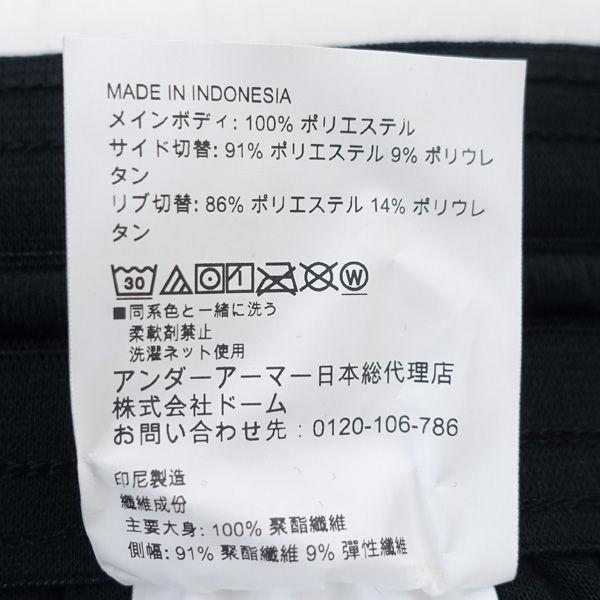 MADE IN INDONESIA
メインボディ: 100% ポリエステル
サイド切替: 91% ポリエステル 9% ポリウレ
タン
リブ切替: 86% ポリエステル 14% ポリウレ
タン
30 W
■同系色と一緒に洗う
柔軟剤禁止
洗濯ネット使用
アンダーアーマー日本総代理店
株式会社ドーム
お問い合わせ先：0120-106-786
印尼製造
纖維成份
主要大身: 100% 聚酯纖維
側幅: 91% 聚酯纖維 9% 彈性纖維